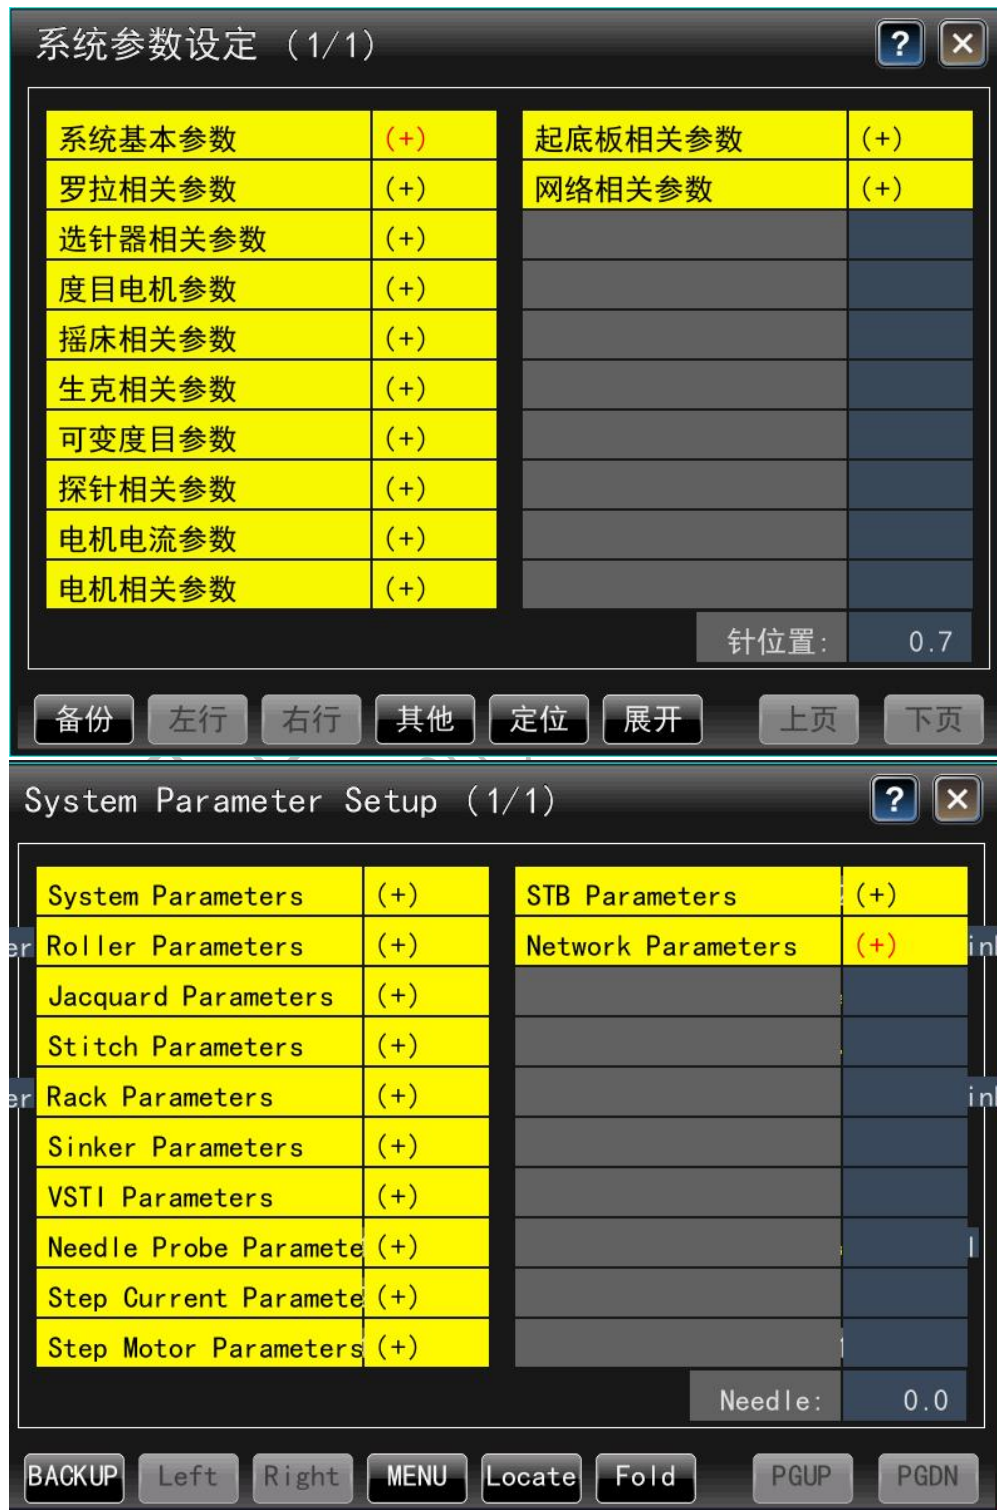 系统参数设定 (1/1) ?
系统基本参数 (+) 起底板相关参数 (+)
罗拉相关参数 (+) 网络相关参数 (+)
选针器相关参数 (+)
度目电机参数 (+)
摇床相关参数 (+)
生克相关参数 (+)
可变度目参数 (+)
探针相关参数 (+)
电机电流参数 (+)
电机相关参数 (+)
针位置: 0.7
备份 左行 右行 其他 定位 展开 上页 下页
System Parameter Setup (1/1) ?
System Parameters (+) STB Parameters (+)
er Roller Parameters (+) Network Parameters (+) in
Jacquard Parameters (+)
Stitch Parameters (+)
er Rack Parameters (+) in
Sinker Parameters (+)
VSTI Parameters (+)
Needle Probe Paramete (+)
Step Current Paramete (+)
Step Motor Parameters (+)
Needle: 0.0
BACKUP Left Right MENU Locate Fold PGUP PGDN